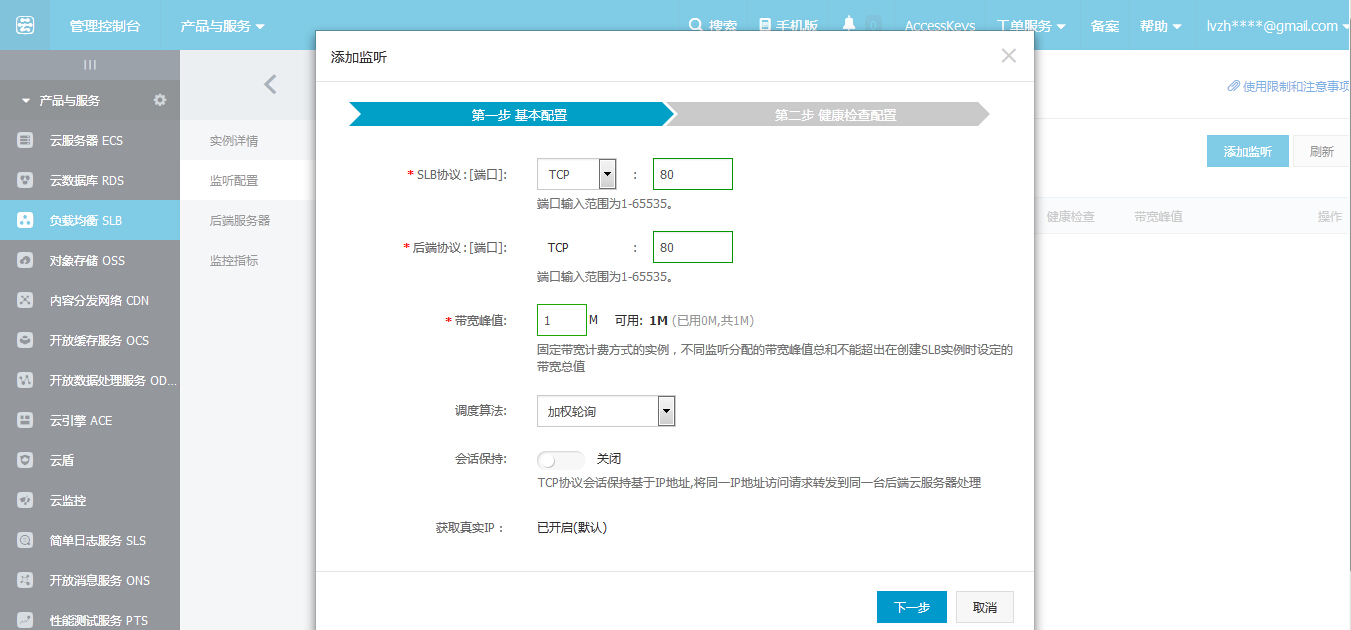 管理控制台
产品与服务
搜索
手机版
0
AccessKeys
工单服务
备案
帮助
lvzh****@gmail.com
产品与服务
云服务器 ECS
云数据库 RDS
负载均衡 SLB
对象存储 OSS
内容分发网络 CDN
开放缓存服务 OCS
开放数据处理服务 OD...
云引擎 ACE
云盾
云监控
简单日志服务 SLS
开放消息服务 ONS
性能测试服务 PTS
实例详情
监听配置
后端服务器
监控指标
添加监听
第一步 基本配置
第二步 健康检查配置
*SLB协议:[端口]:
TCP
:
80
端口输入范围为1-65535。
*后端协议:[端口]:
TCP
:
80
端口输入范围为1-65535。
*带宽峰值:
1
M
可用: 1M (已用0M,共1M)
固定带宽计费方式的实例，不同监听分配的带宽峰值总和不能超出在创建SLB实例时设定的
带宽总值
调度算法:
加权轮询
会话保持:
关闭
TCP协议会话保持基于IP地址,将同一IP地址访问请求转发到同一台后端云服务器处理
获取真实IP：
已开启(默认)
下一步
取消
使用限制和注意事项
添加监听
刷新
健康检查
带宽峰值
操作